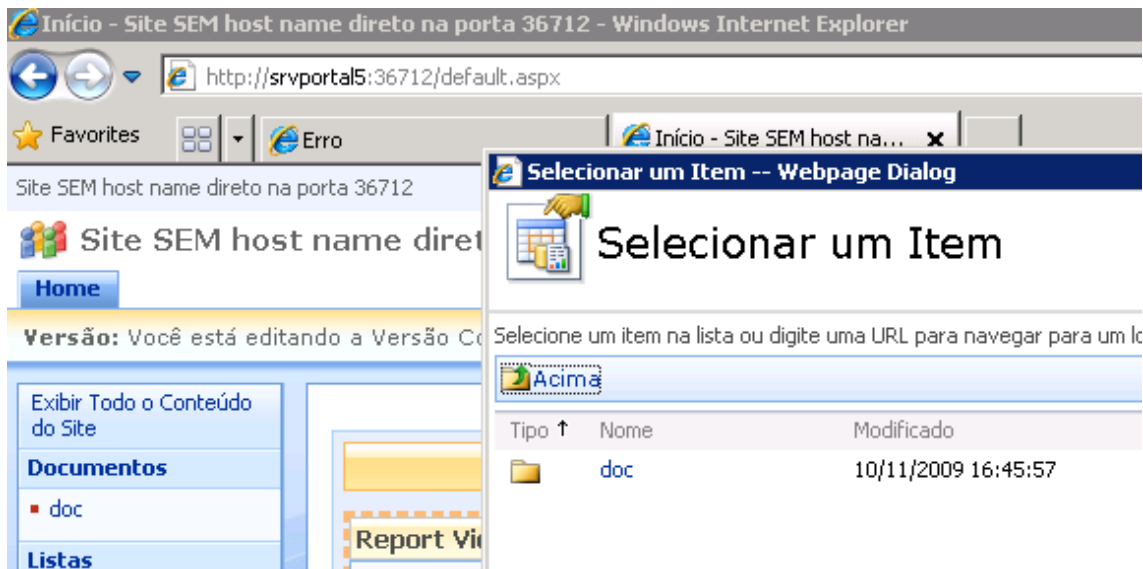 Início - Site SEM host name direto na porta 36712 - Windows Internet Explorer
http://srvportal5:36712/default.aspx
Favorites
Erro
Início - Site SEM host na...
Site SEM host name direto na porta 36712
Selecionar um Item -- Webpage Dialog
Site SEM host name diret
Selecionar um Item
Home
Versão: Você está editando a Versão Co
Selecione um item na lista ou digite uma URL para navegar para um lo
Acima
Exibir Todo o Conteúdo
do Site
Tipo Nome Modificado
Documentos
doc 10/11/2009 16:45:57
doc
Report Vi
Listas